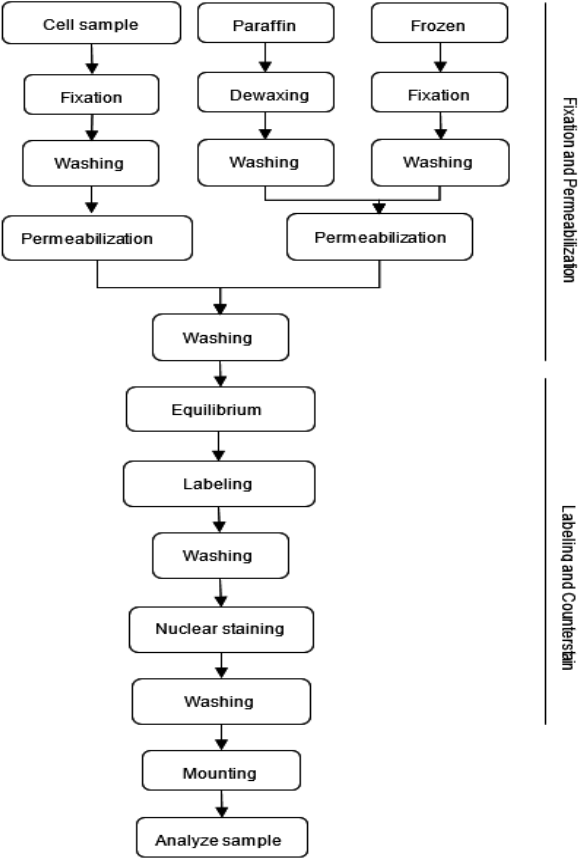 Cell sample
Paraffin
Frozen
Fixation
Dewaxing
Fixation
Washing
Washing
Washing
Permeabilization
Permeabilization
Washing
Equilibrium
Labeling
Washing
Nuclear staining
Washing
Mounting
Analyze sample
Fixation and Permeabilizafon
Labeling and Counterstain